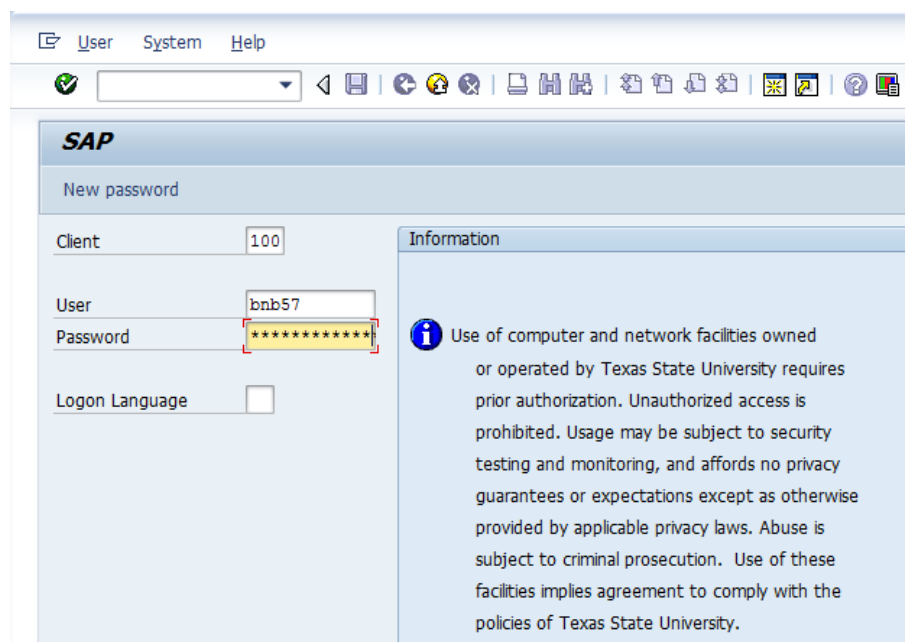 User System Help
SAP
New password
Client 100
Information
User bnb57
Password ************
Use of computer and network facilities owned
or operated by Texas State University requires
Logon Language
prior authorization. Unauthorized access is
prohibited. Usage may be subject to security
testing and monitoring, and affords no privacy
guarantees or expectations except as otherwise
provided by applicable privacy laws. Abuse is
subject to criminal prosecution. Use of these
facilities implies agreement to comply with the
policies of Texas State University.